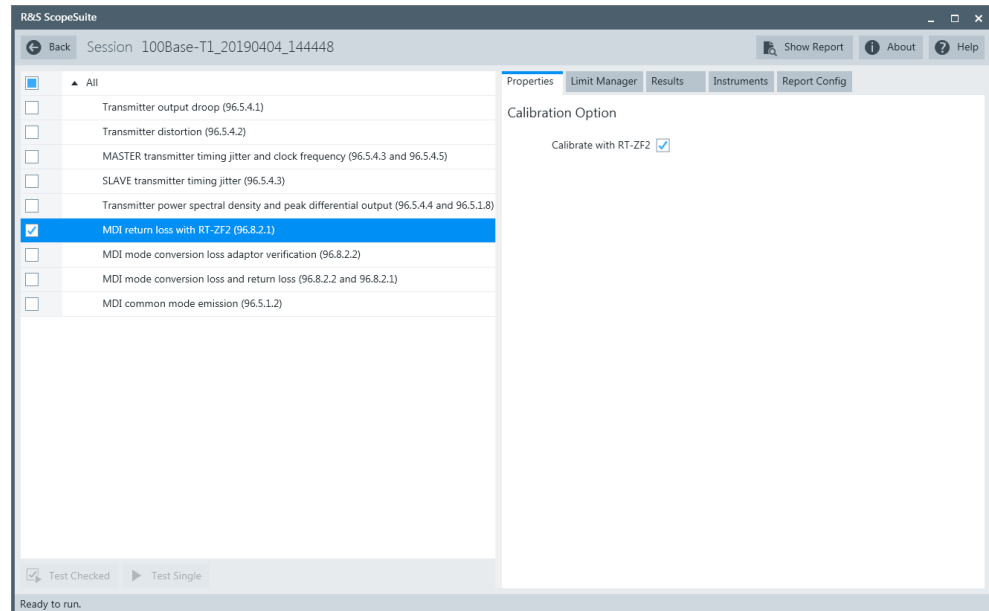 R&S ScopeSuite
Back Session 100Base-T1_20190404_144448 Show Report About Help
All
Transmitter output droop (96.5.4.1)
Transmitter distortion (96.5.4.2)
MASTER transmitter timing jitter and clock frequency (96.5.4.3 and 96.5.4.5)
SLAVE transmitter timing jitter (96.5.4.3)
Transmitter power spectral density and peak differential output (96.5.4.4 and 96.5.1.8)
MDI return loss with RT-ZF2 (96.8.2.1)
MDI mode conversion loss adaptor verification (96.8.2.2)
MDI mode conversion loss and return loss (96.8.2.2 and 96.8.2.1)
MDI common mode emission (96.5.1.2)
Properties Limit Manager Results Instruments Report Config
Calibration Option
Calibrate with RT-ZF2
Test Checked Test Single
Ready to run.